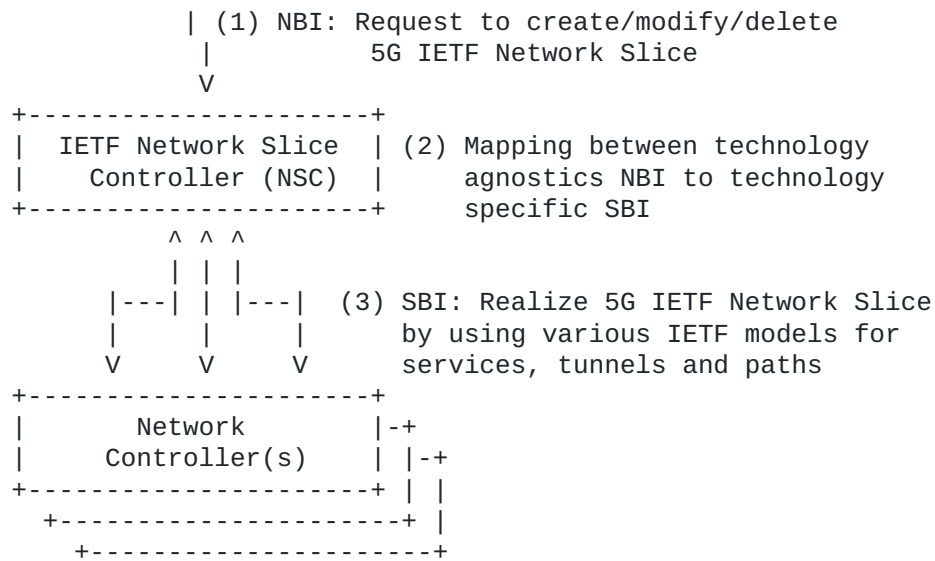 (1) NBI: Request to create/modify/delete
5G IETF Network Slice
IETF Network Slice
Controller (NSC)
(2) Mapping between technology
agnostics NBI to technology
specific SBI
(3) SBI: Realize 5G IETF Network Slice
by using various IETF models for
services, tunnels and paths
Network
Controller(s)